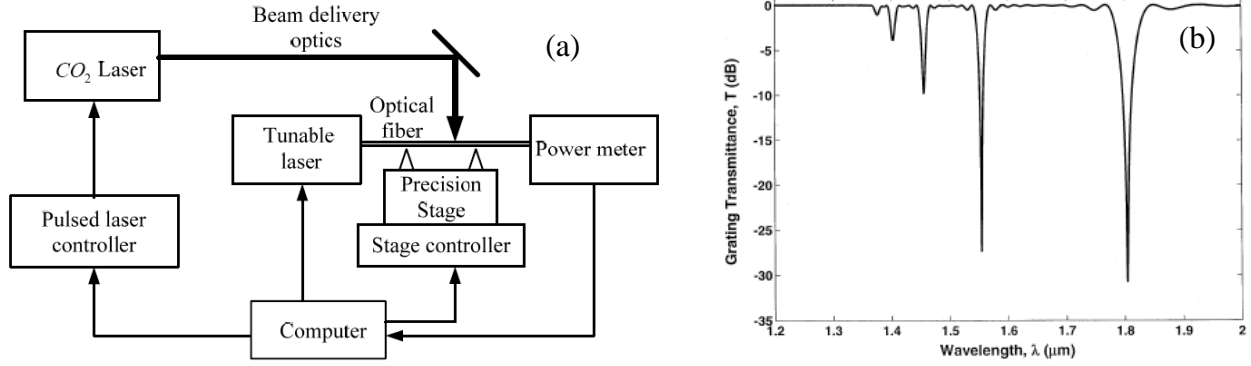 Beam delivery
optics
(a)
CO2 Laser
Optical
fiber
Tunable
laser
Power meter
Precision
Stage
Pulsed laser
controller
Stage controller
Computer
(b)
Grating Transmittance, T (dB)
0
-5
-10
-15
-20
-25
-30
-35
1.2 1.3 1.4 1.5 1.6 1.7 1.8 1.9 2
Wavelength, λ (μm)